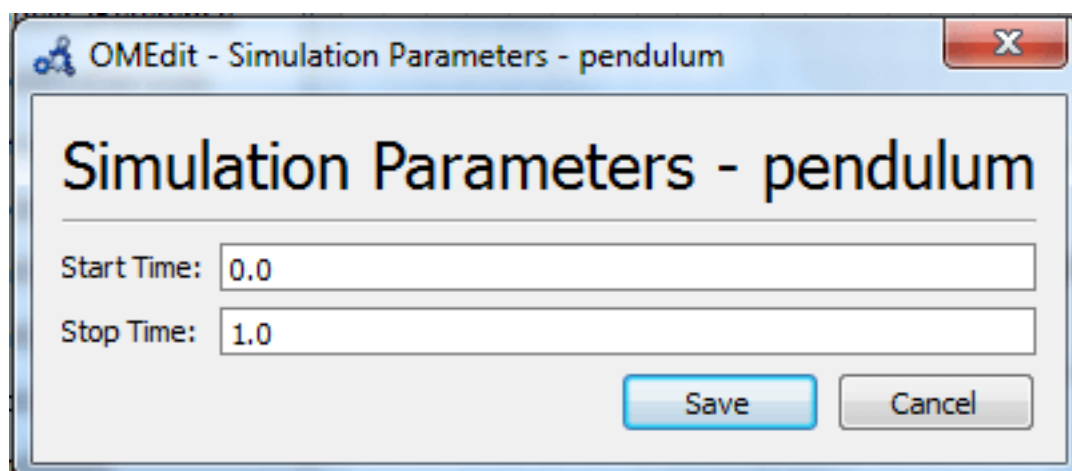 OMEdit - Simulation Parameters - pendulum
Simulation Parameters - pendulum
Start Time: 0.0
Stop Time: 1.0
Save Cancel